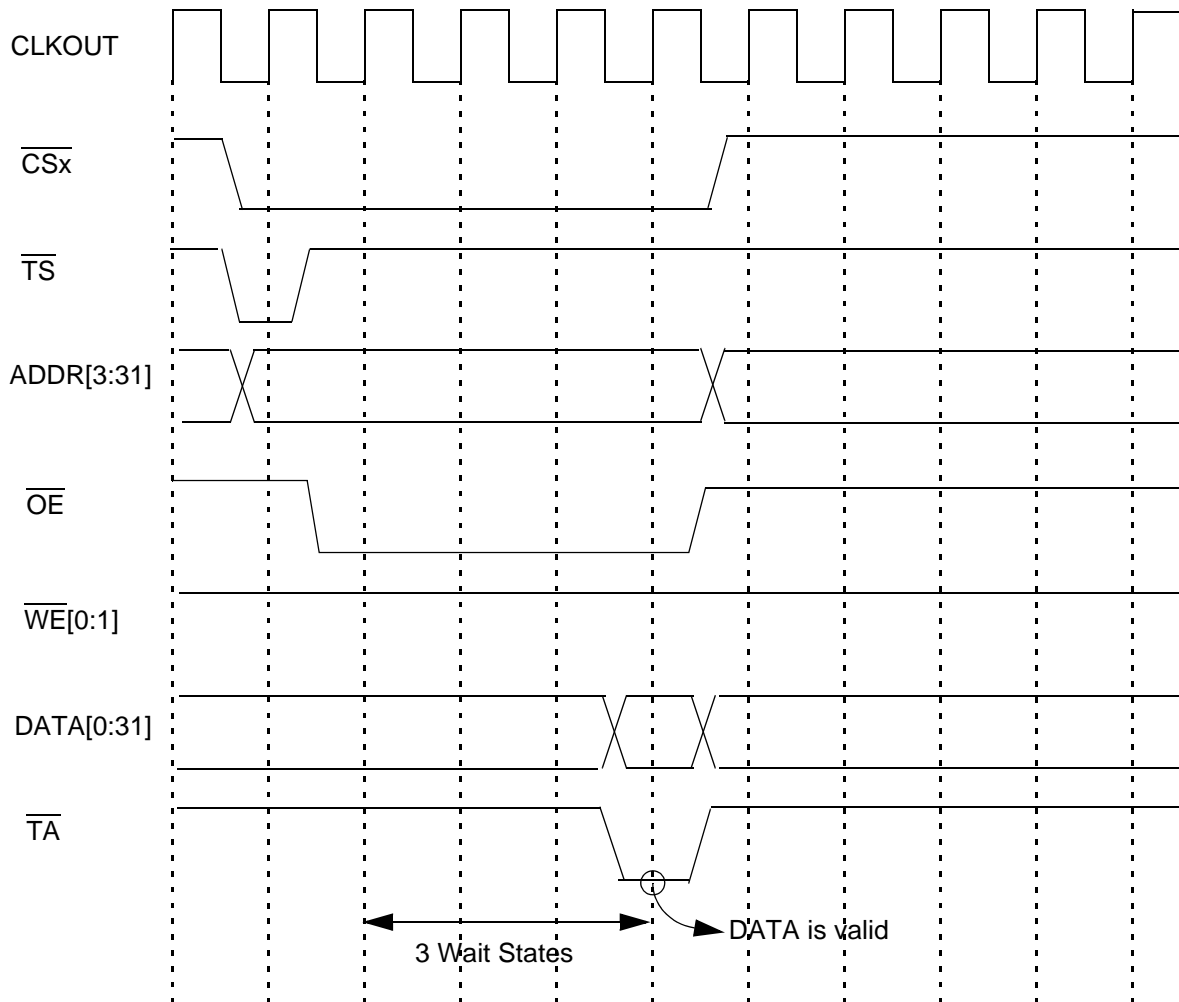 CLKOUT
CSx
TS
ADDR[3:31]
OE
WE[0:1]
DATA[0:31]
TA
DATA is valid
3 Wait States